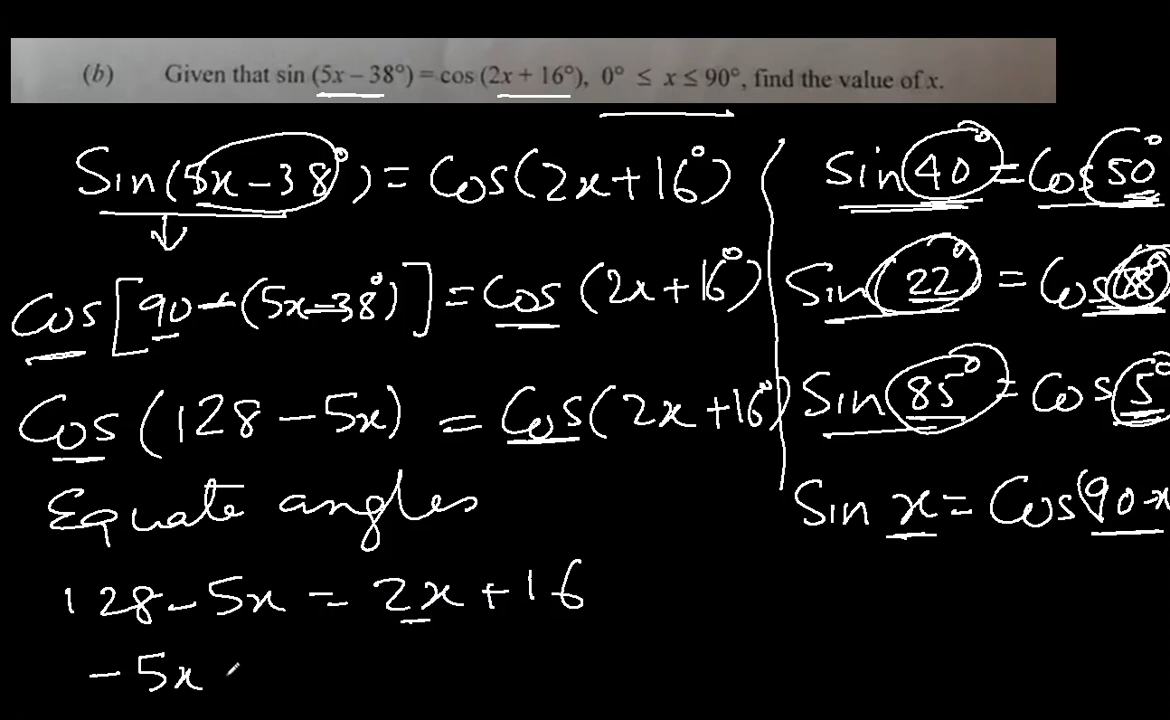 (b) Given that sin (5x – 38°) = cos (2x + 16°), 0° ≤ x ≤ 90°, find the value of x.
Sin(5x-38°) = Cos(2x+16°)
Cos[90-(5x-38°)] = Cos(2x+16°)
Cos(128-5x) = Cos(2x+16°)
Equate angles
128-5x = 2x+16
-5x
Sin 40° = Cos 50°
Sin 22° = Cos
Sin 85° = Cos 5°
Sin x = Cos(90-x